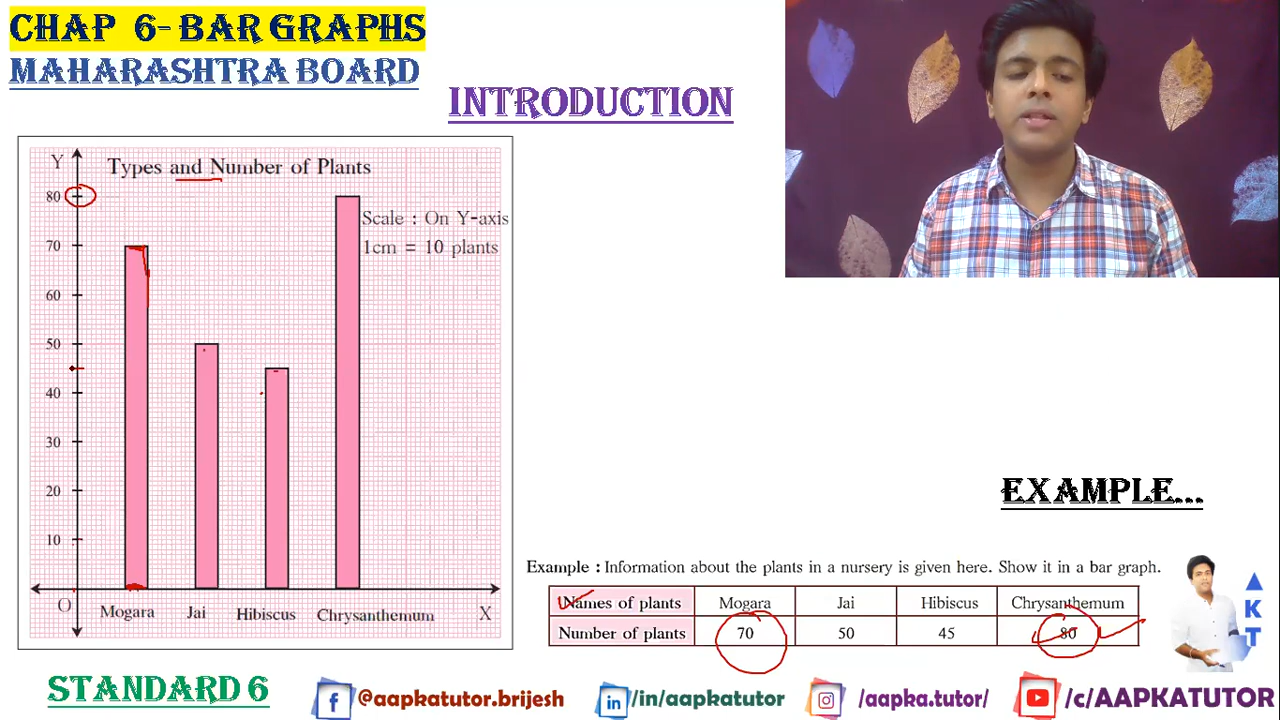 CHAP 6- BAR GRAPHS
MAHARASHTRA BOARD
INTRODUCTION
Y
Types and Number of Plants
80
Scale : On Y-axis
70
1cm = 10 plants
60
50
40
30
20
10
O
Mogara Jai Hibiscus Chrysanthemum X
EXAMPLE...
Example : Information about the plants in a nursery is given here. Show it in a bar graph.
Names of plants Mogara Jai Hibiscus Chrysanthemum
Number of plants 70 50 45 80
AKT
STANDARD 6
@aapkatutor.brijesh
/in/aapkatutor
/aapka.tutor/
/c/AAPKATUTOR